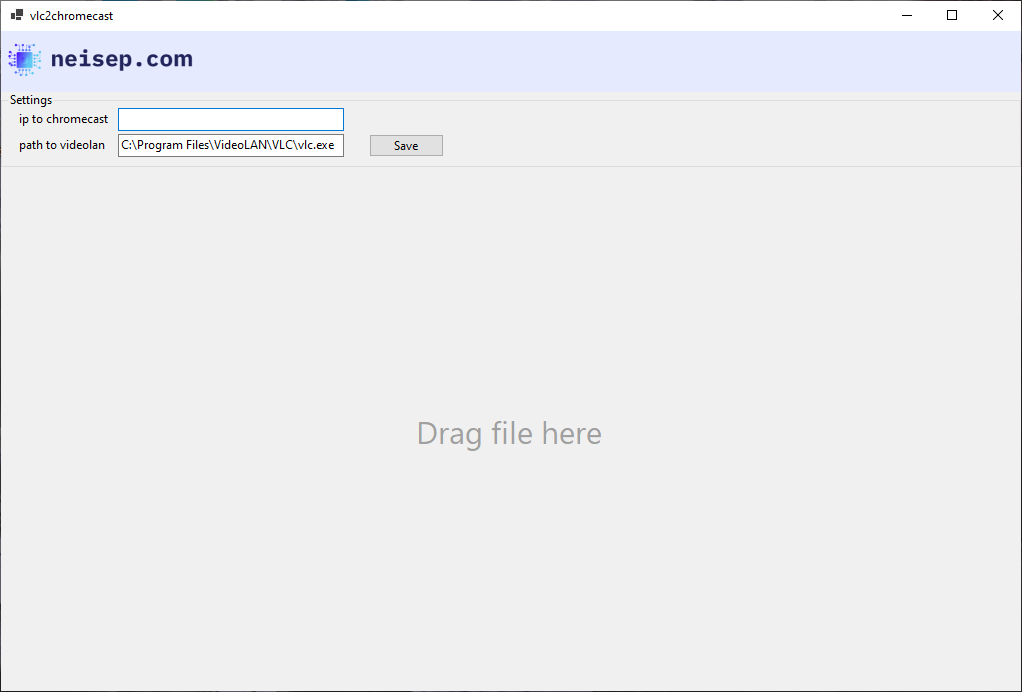 vlc2chromecast
neisep.com
Settings
ip to chromecast
path to videolan C:\Program Files\VideoLAN\VLC\vlc.exe Save
Drag file here